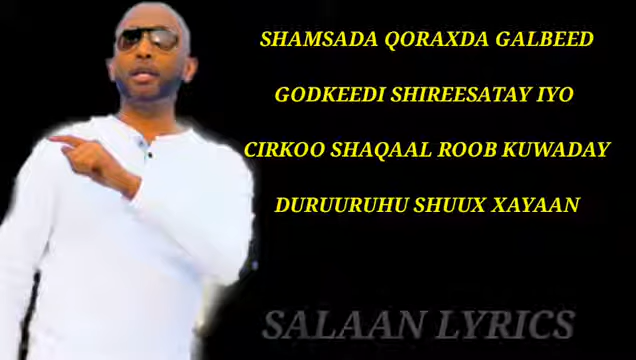 SHAMSADA QORAXDA GALBEED
GODKEEDI SHIREESATAY IYO
CIRKOO SHAQAAL ROOB KUWADAY
DURUURUHU SHUUX XAYAAN
SALAAN LYRICS